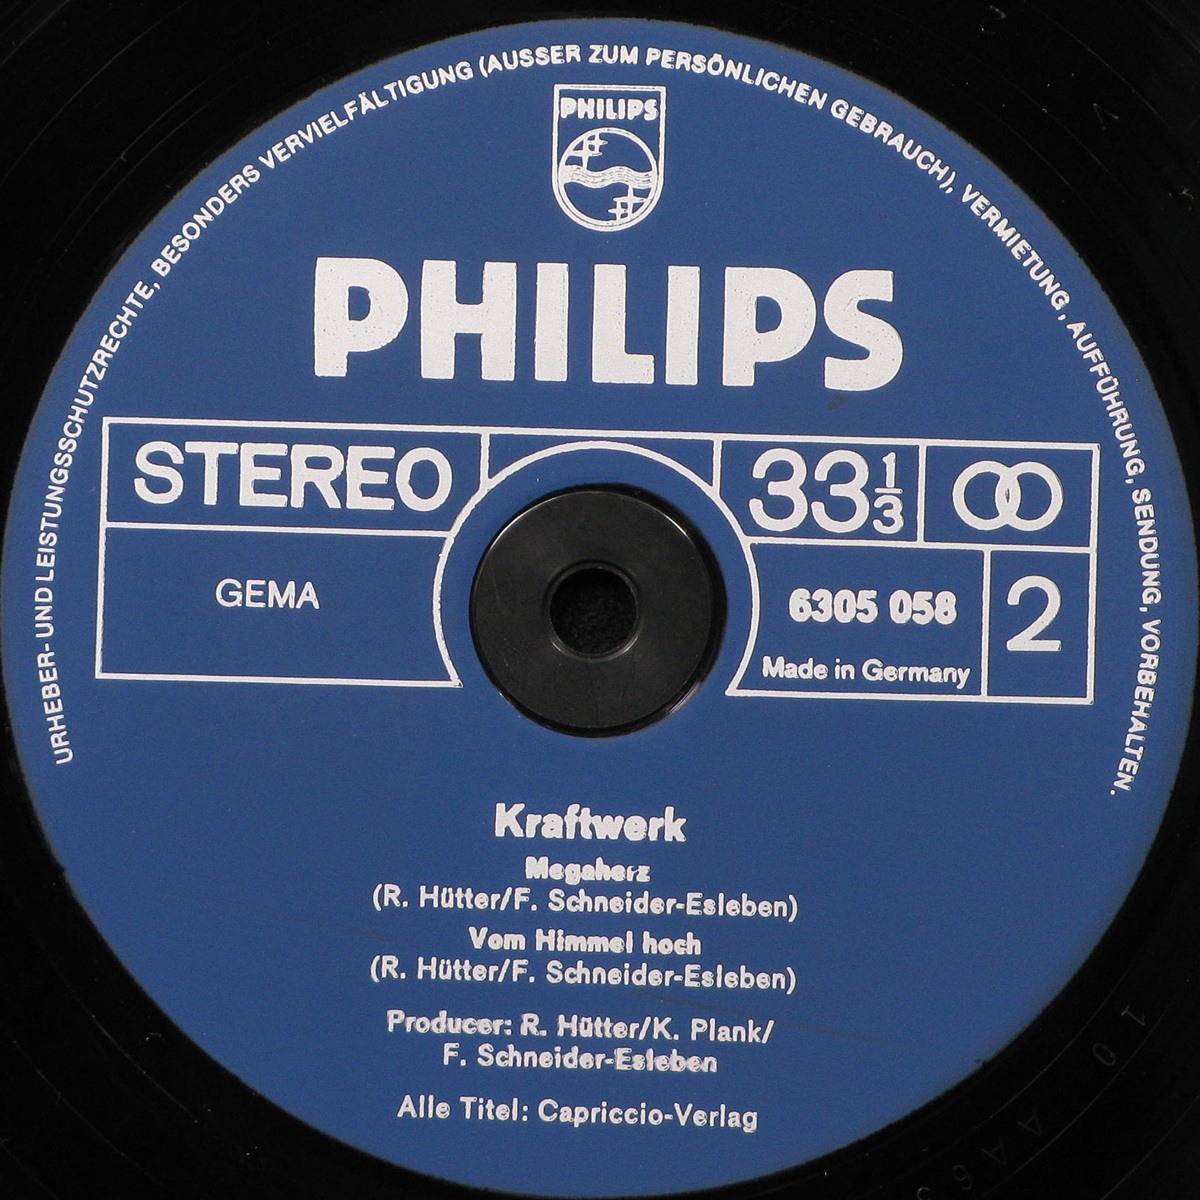 URHEBER- UND LEISTUNGSSCHUTZRECHTE, BESONDERS VERVIELFÄLTIGUNG (AUSSER ZUM PERSÖNLICHEN GEBRAUCH), VERMIETUNG, AUFFÜHRUNG, SENDUNG, VORBEHALTEN.
PHILIPS
PHILIPS
STEREO
33 1/3
GEMA
6305 058
2
Made in Germany
Kraftwerk
Megaherz
(R. Hütter/F. Schneider-Esleben)
Vom Himmel hoch
(R. Hütter/F. Schneider-Esleben)
Producer: R. Hütter/K. Plank/
F. Schneider-Esleben
Alle Titel: Capriccio-Verlag